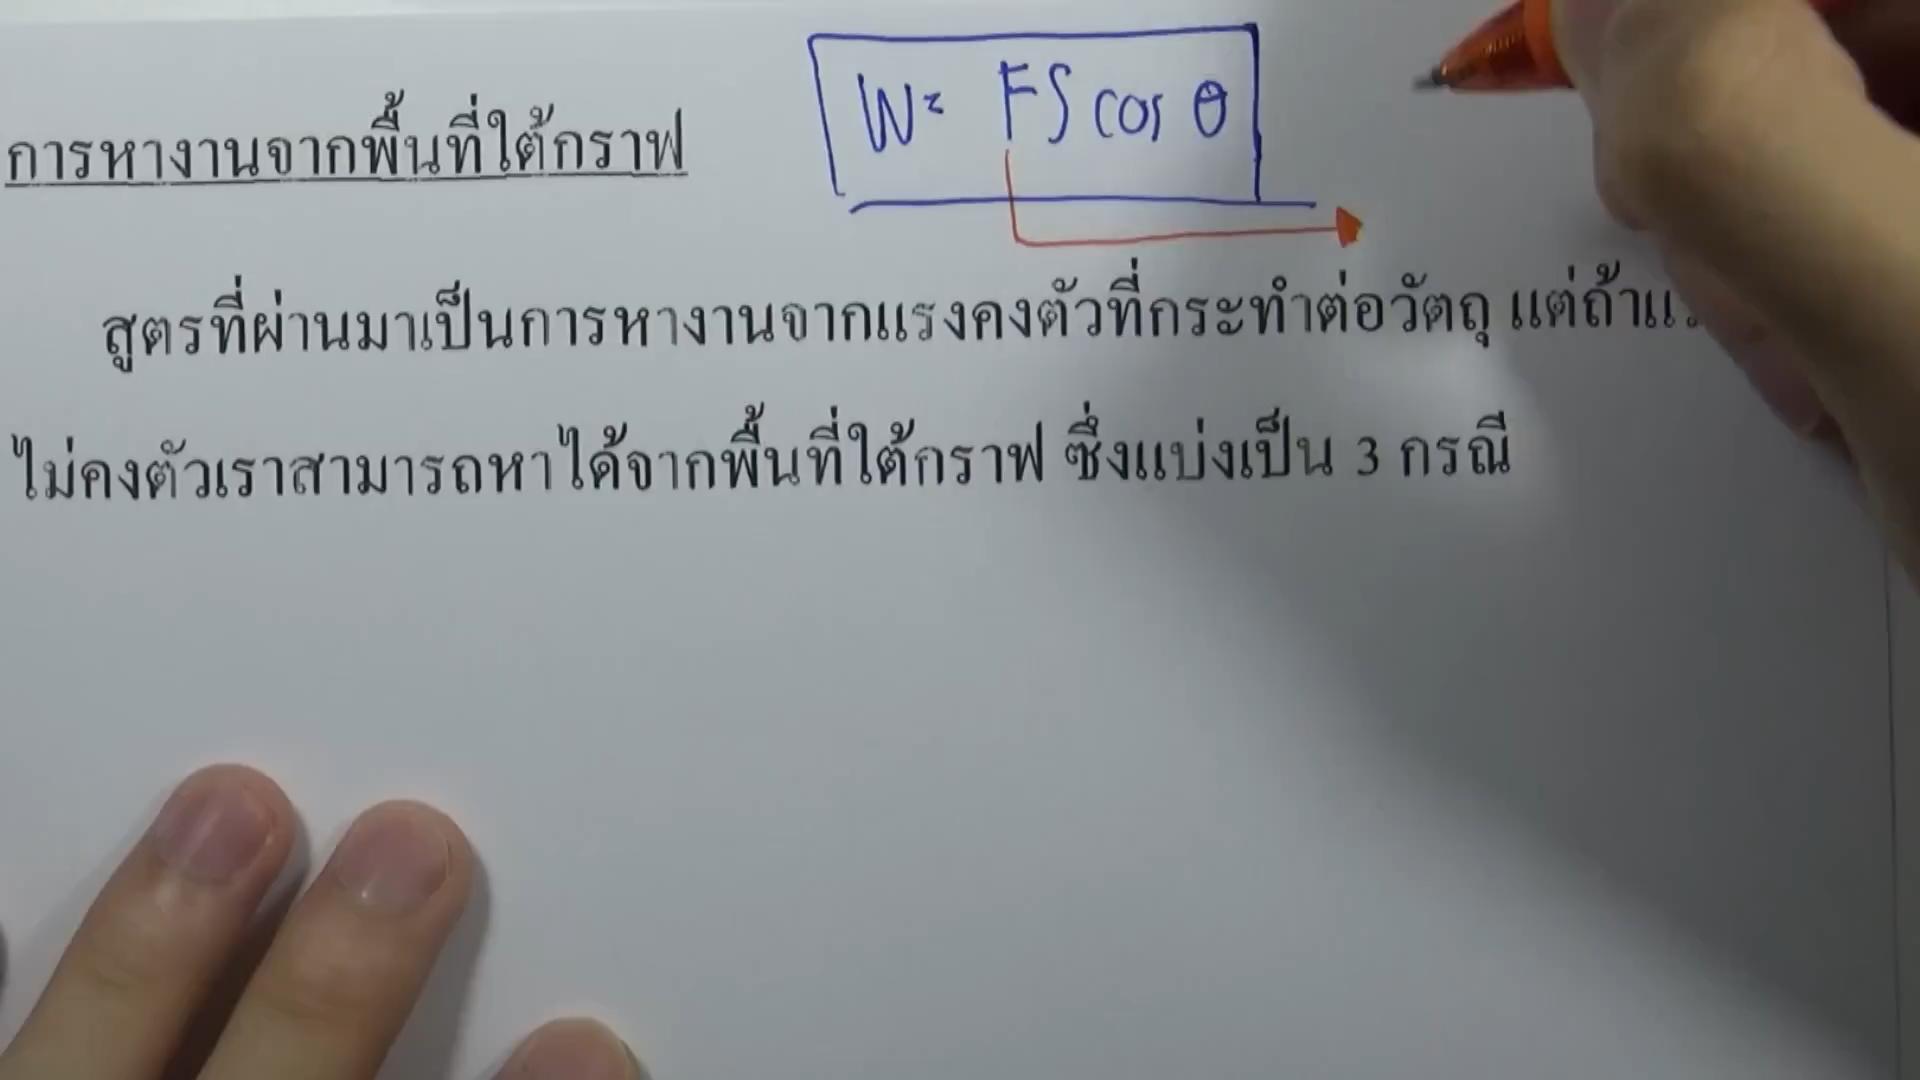 การหางานจากพื้นที่ใต้กราฟ
W = FS cos θ
สูตรที่ผ่านมาเป็นการหางานจากแรงคงตัวที่กระทำต่อวัตถุ แต่ถ้า
ไม่คงตัวเราสามารถหาได้จากพื้นที่ใต้กราฟ ซึ่งแบ่งเป็น 3 กรณี